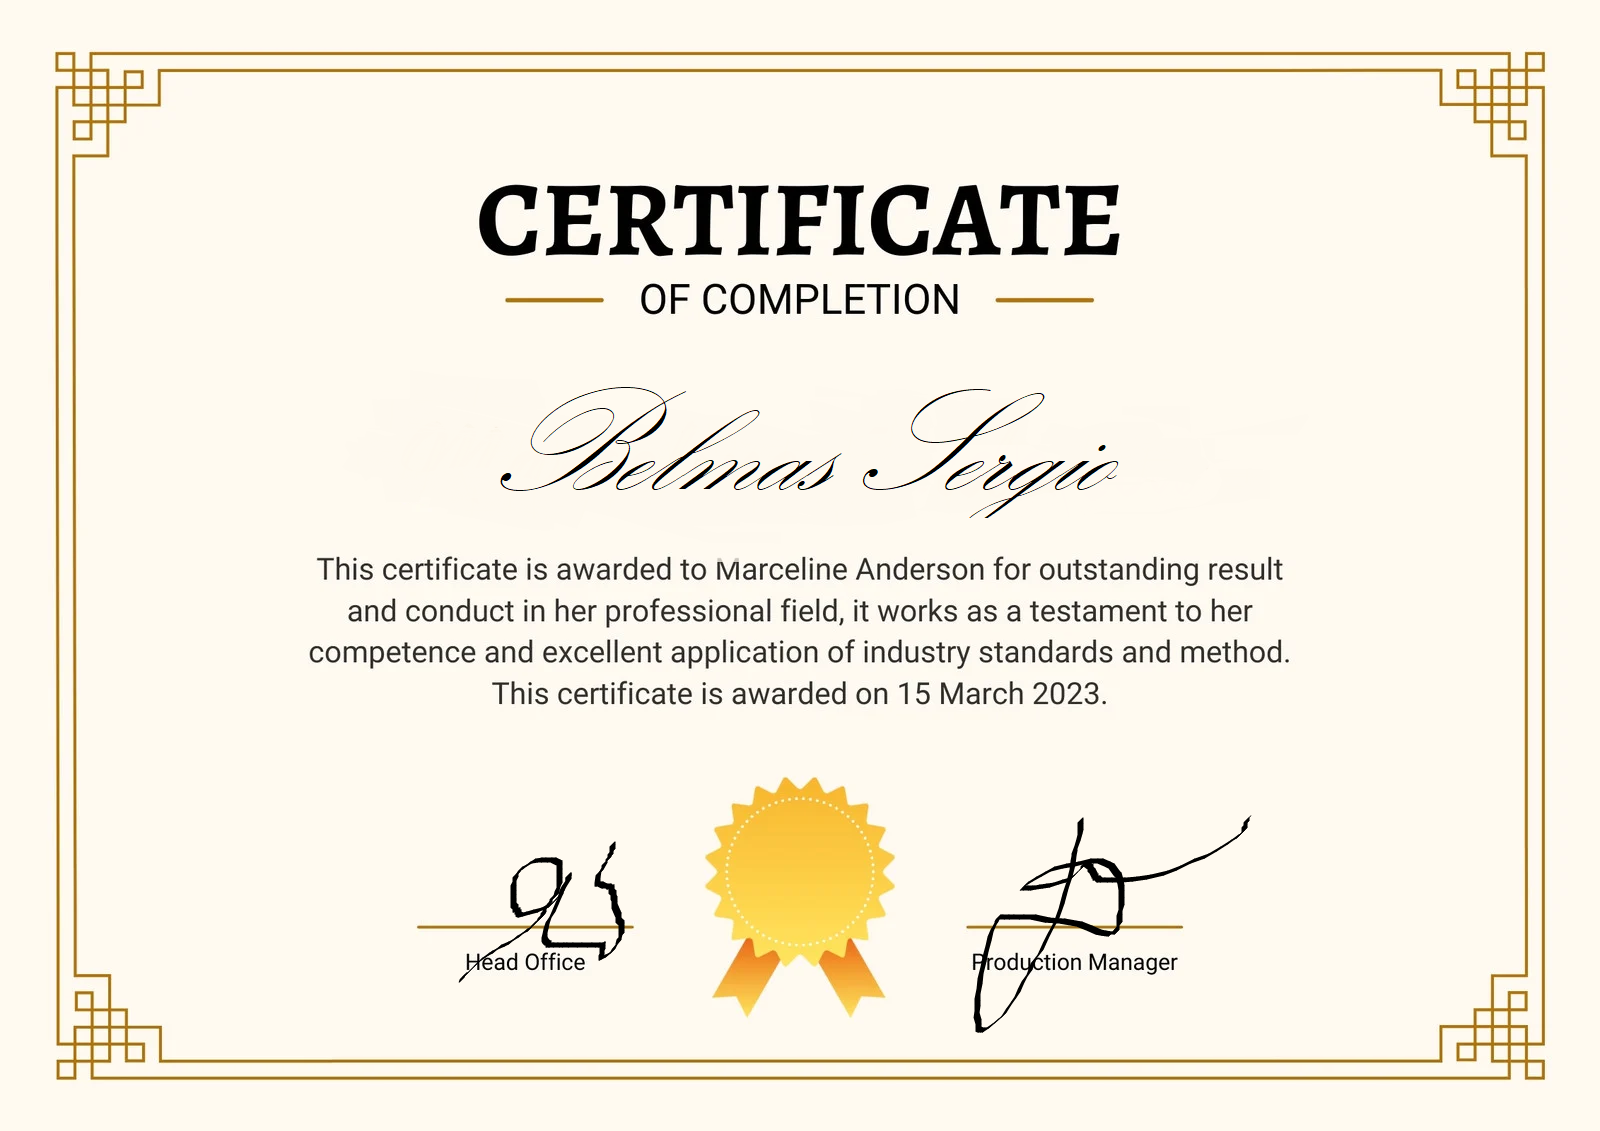 CERTIFICATE
OF COMPLETION
Belmas Sergio
This certificate is awarded to Marceline Anderson for outstanding result
and conduct in her professional field, it works as a testament to her
competence and excellent application of industry standards and method.
This certificate is awarded on 15 March 2023.
Head Office
Production Manager